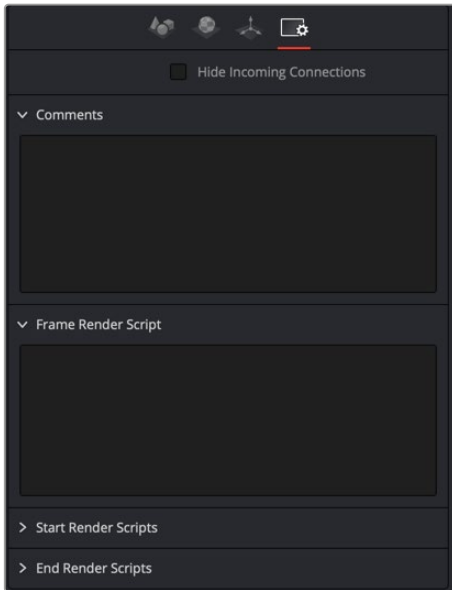 Hide Incoming Connections
Comments
Frame Render Script
Start Render Scripts
End Render Scripts